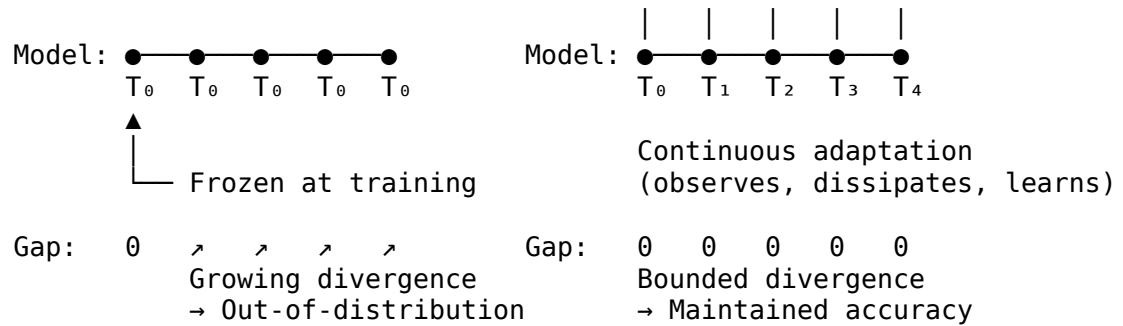 Model: ●───●───●───●───● Model: ●───●───●───●───●
T₀ T₀ T₀ T₀ T₀ T₀ T₁ T₂ T₃ T₄
▲
│ Continuous adaptation
└── Frozen at training (observes, dissipates, learns)
Gap: 0 ↗ ↗ ↗ ↗ Gap: 0 0 0 0 0
Growing divergence Bounded divergence
→ Out-of-distribution → Maintained accuracy